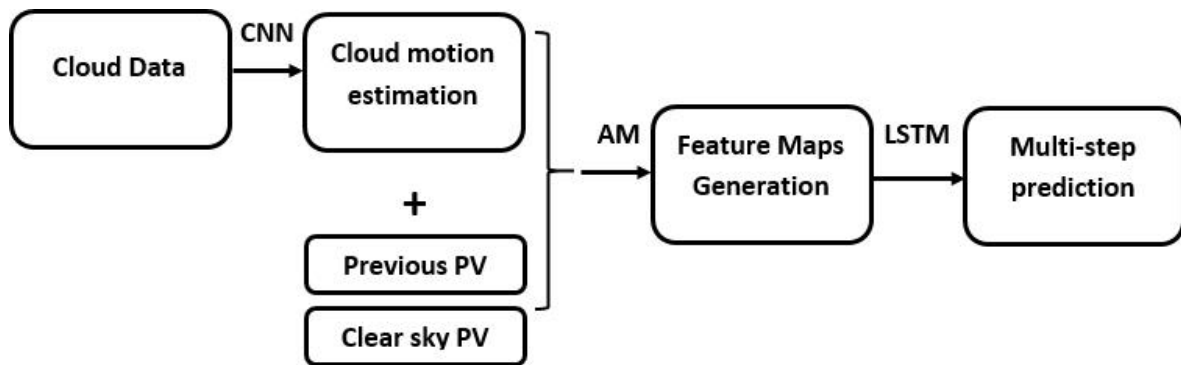 Cloud Data
CNN
Cloud motion
estimation
+
Previous PV
Clear sky PV
AM
Feature Maps
Generation
LSTM
Multi-step
prediction